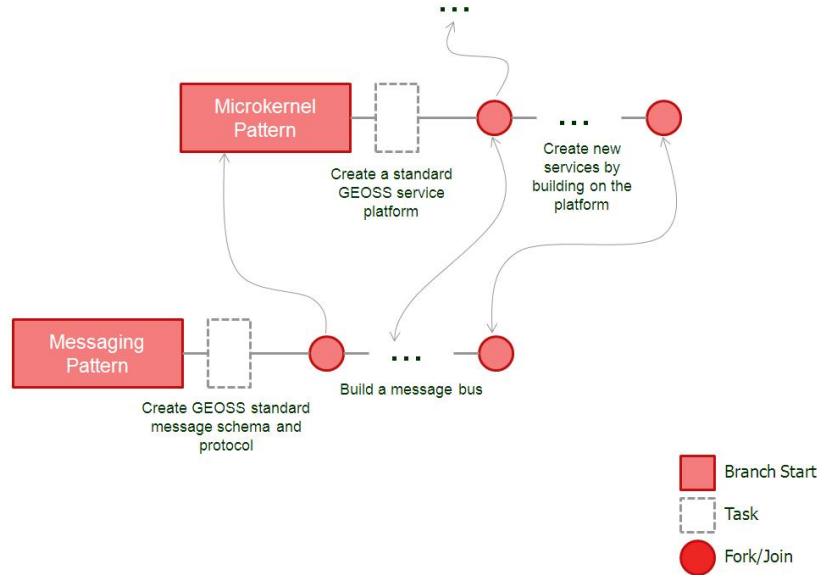 ...
Microkernel
Pattern
...
Create a standard
GEOSS service
platform
Create new
services by
building on the
platform
Messaging
Pattern
...
Create GEOSS standard
message schema and
protocol
Build a message bus
Branch Start
Task
Fork/Join